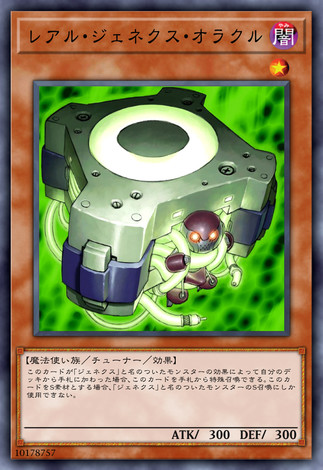 レアル・ジェネクス・オラクル
やみ
闇
【魔法使い族／チューナー／効果】
このカードが「ジェネクス」と名のついたモンスターの効果によって自分のデ
ッキから手札にかわった場合、このカードを手札から特殊召喚できる。このカー
ドをS素材とする場合、「ジェネクス」と名のついたモンスターのS召喚にしか
使用できない。
ATK/ 300 DEF/ 300
10178757